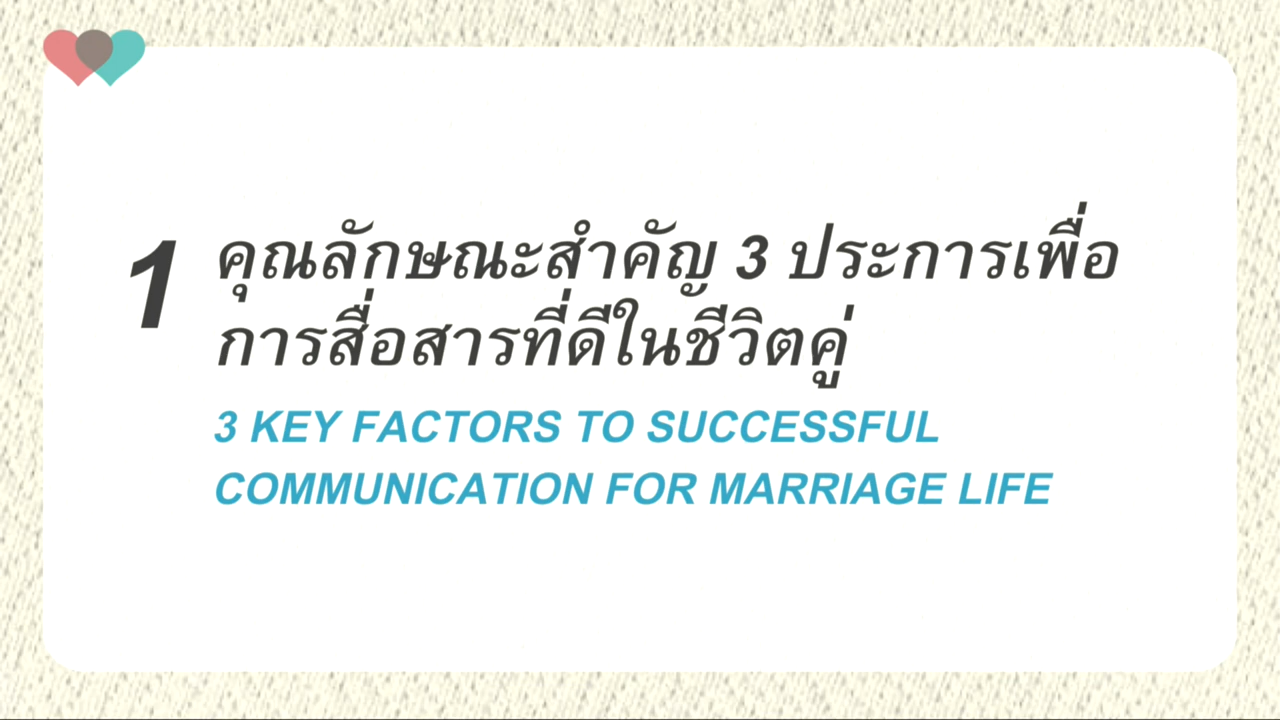 1 คุณลักษณะสำคัญ 3 ประการเพื่อ
การสื่อสารที่ดีในชีวิตคู่
3 KEY FACTORS TO SUCCESSFUL
COMMUNICATION FOR MARRIAGE LIFE